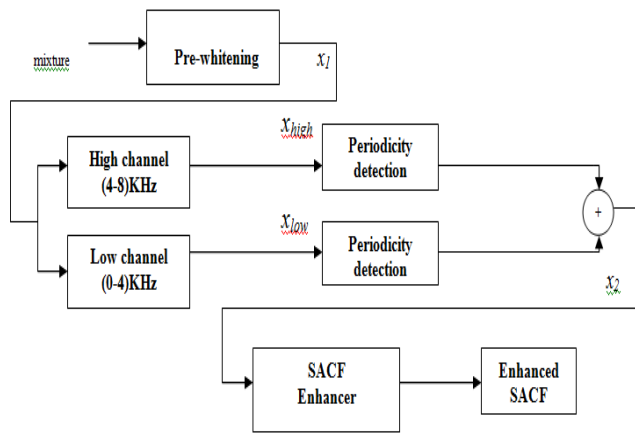 mixture
Pre-whitening
x1
High channel
(4-8)KHz
xhigh
Periodicity
detection
+
Low channel
(0-4)KHz
xlow
Periodicity
detection
x2
SACF
Enhancer
Enhanced
SACF